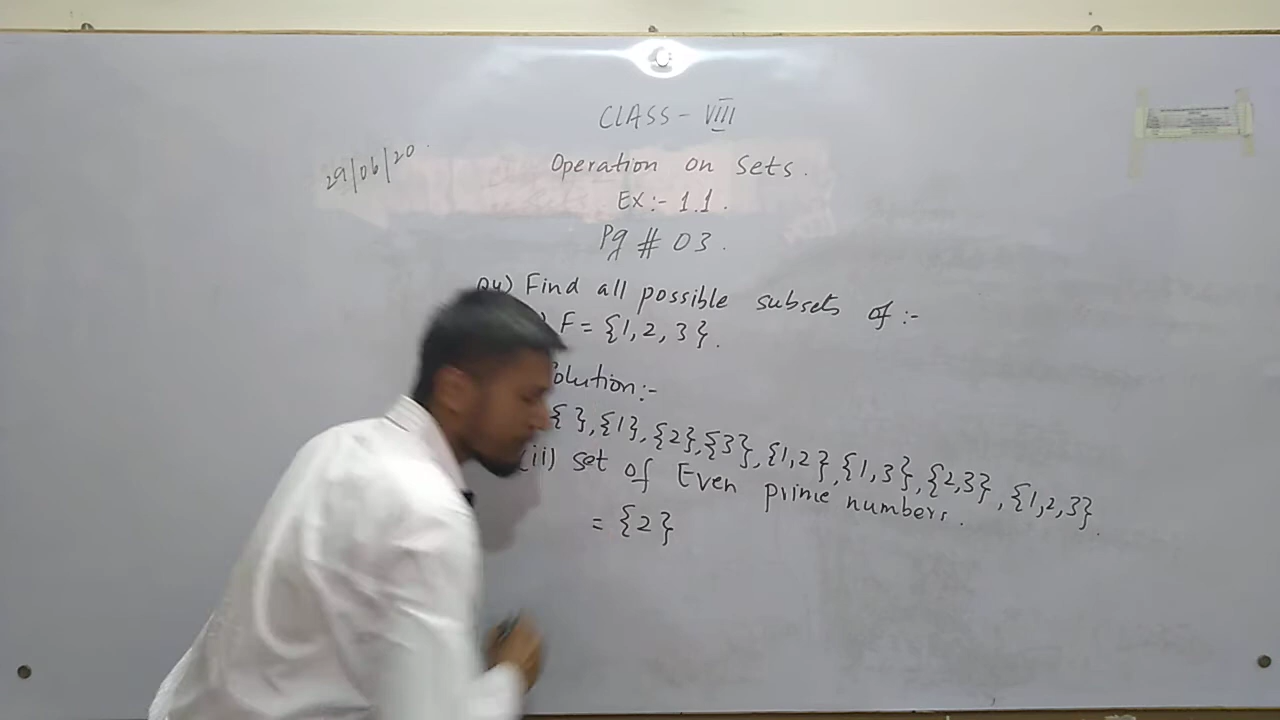 CLASS - VIII
29/06/20
Operation on Sets.
Ex:- 1.1.
Pg # 03.
Q4) Find all possible subsets of :-
) F = {1, 2, 3}.
olution:-
{ }, {1}, {2}, {3}, {1,2}, {1,3}, {2,3}, {1,2,3}.
(ii) set of Even prime numbers.
= {2}